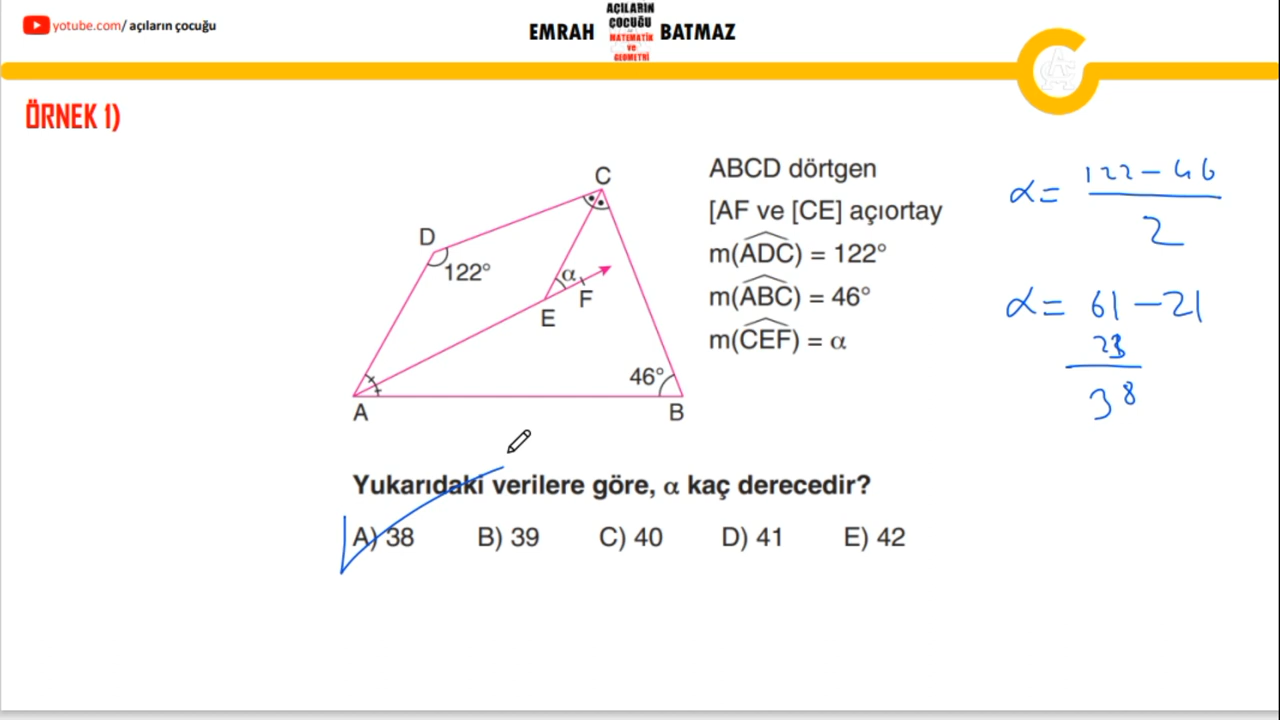 yotube.com/ açıların çocuğu
EMRAH
AÇILARIN
ÇOCUĞU
MATEMATİK
ve
GEOMETRİ
BATMAZ
ÖRNEK 1)
C
D
122°
α
F
E
46°
A
B
ABCD dörtgen
[AF ve [CE] açıortay
m(ADC) = 122°
m(ABC) = 46°
m(CEF) = α
α = 122 - 46
2
α = 61 - 21
23
38
Yukarıdaki verilere göre, α kaç derecedir?
A) 38 B) 39 C) 40 D) 41 E) 42